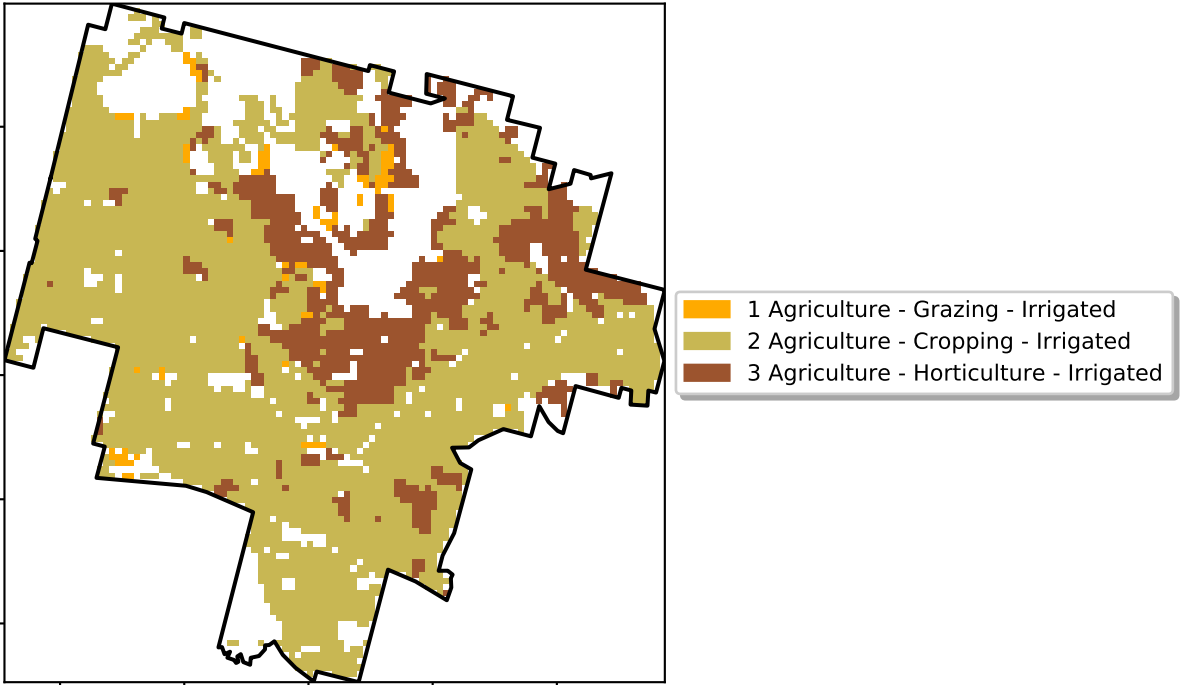 1 Agriculture - Grazing - Irrigated
2 Agriculture - Cropping - Irrigated
3 Agriculture - Horticulture - Irrigated